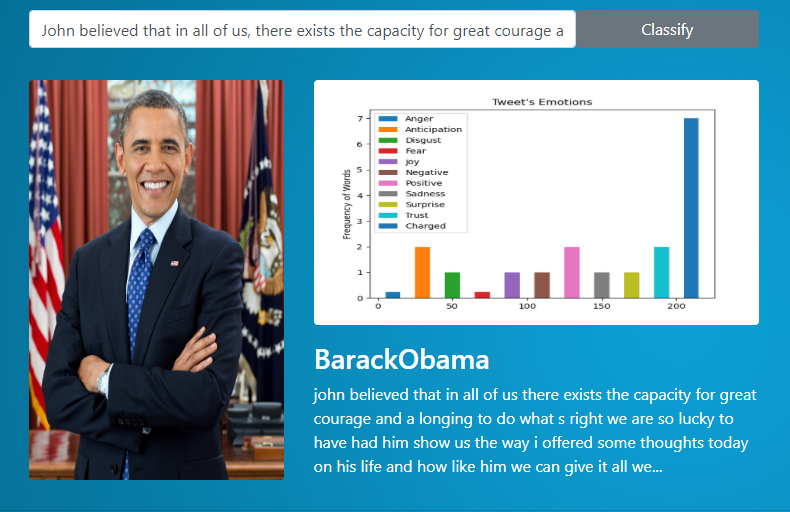 John believed that in all of us, there exists the capacity for great courage a
Classify
Tweet's Emotions
Anger
Anticipation
Disgust
Fear
joy
Negative
Positive
Sadness
Surprise
Trust
Charged
Frequency of Words
7
6
5
4
3
2
1
0
0 50 100 150 200
BarackObama
john believed that in all of us there exists the capacity for great
courage and a longing to do what s right we are so lucky to
have had him show us the way i offered some thoughts today
on his life and how like him we can give it all we...